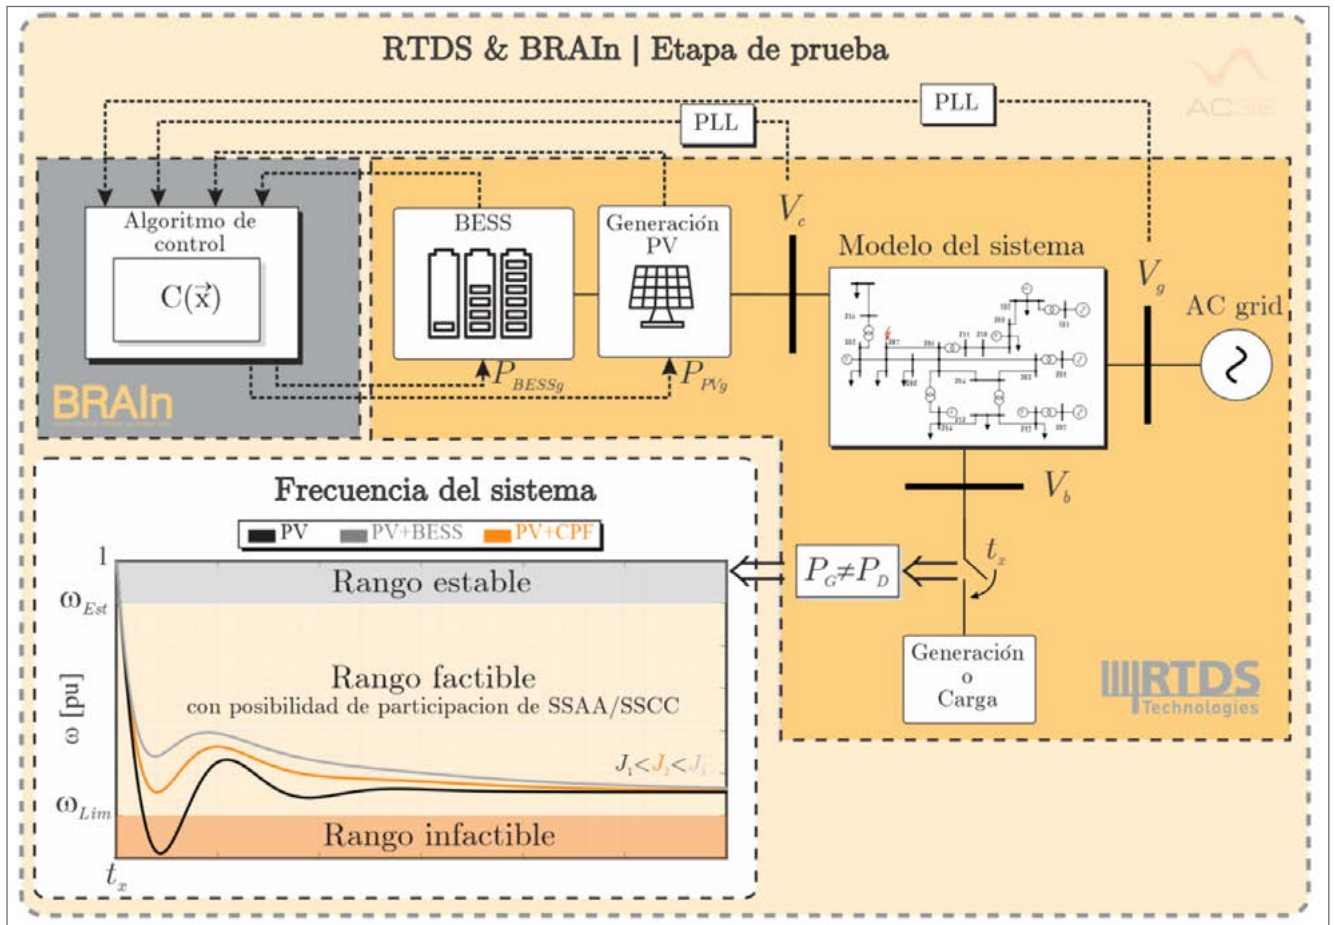 RTDS & BRAIn | Etapa de prueba
AC3E
PLL
PLL
Algoritmo de
control
C(x⃗)
BRAIn
BESS
Generación
PV
P_BESSg
P_PVg
V_c
Modelo del sistema
V_g
AC grid
V_b
t_x
P_G≠P_D
Generación
o
Carga
RTDS
Technologies
Frecuencia del sistema
PV
PV+BESS
PV+CPF
1
ω_Est
ω [pu]
ω_Lim
t_x
Rango estable
Rango factible
con posibilidad de participacion de SSAA/SSCC
J_1<J_2<J_3
Rango infactible